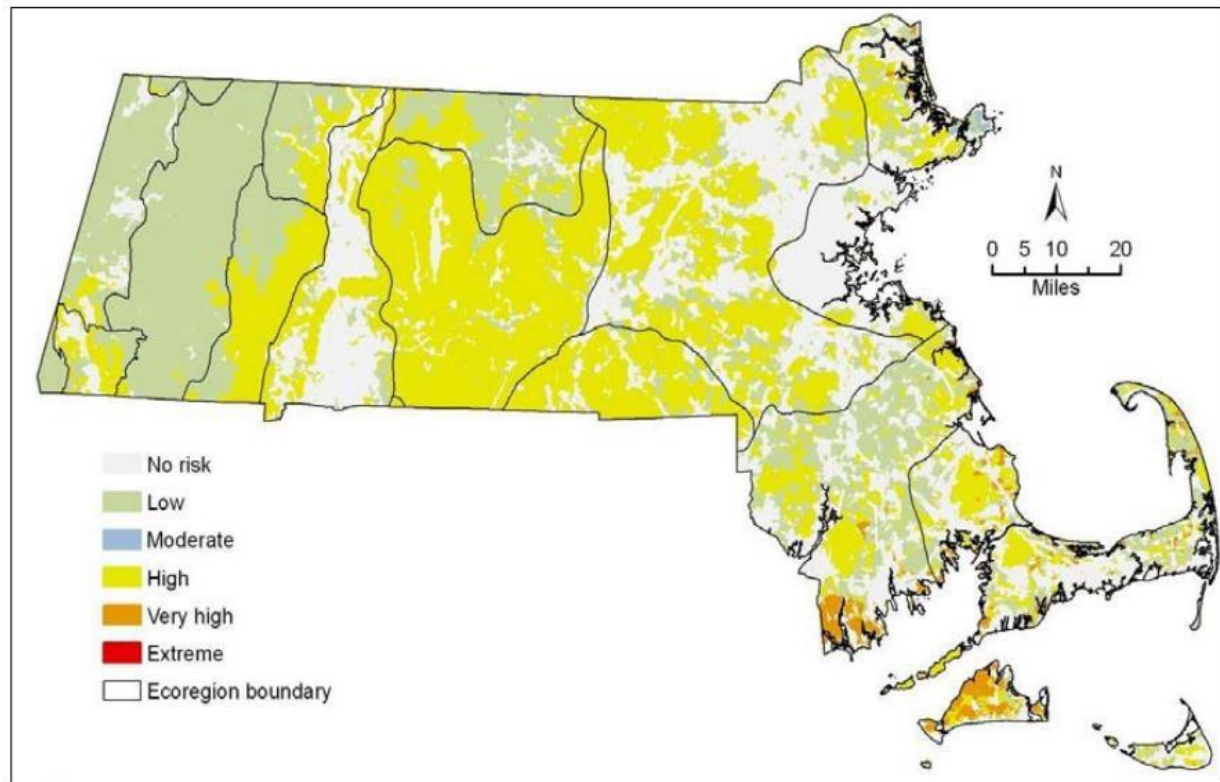 N
0 5 10 20
Miles
No risk
Low
Moderate
High
Very high
Extreme
Ecoregion boundary